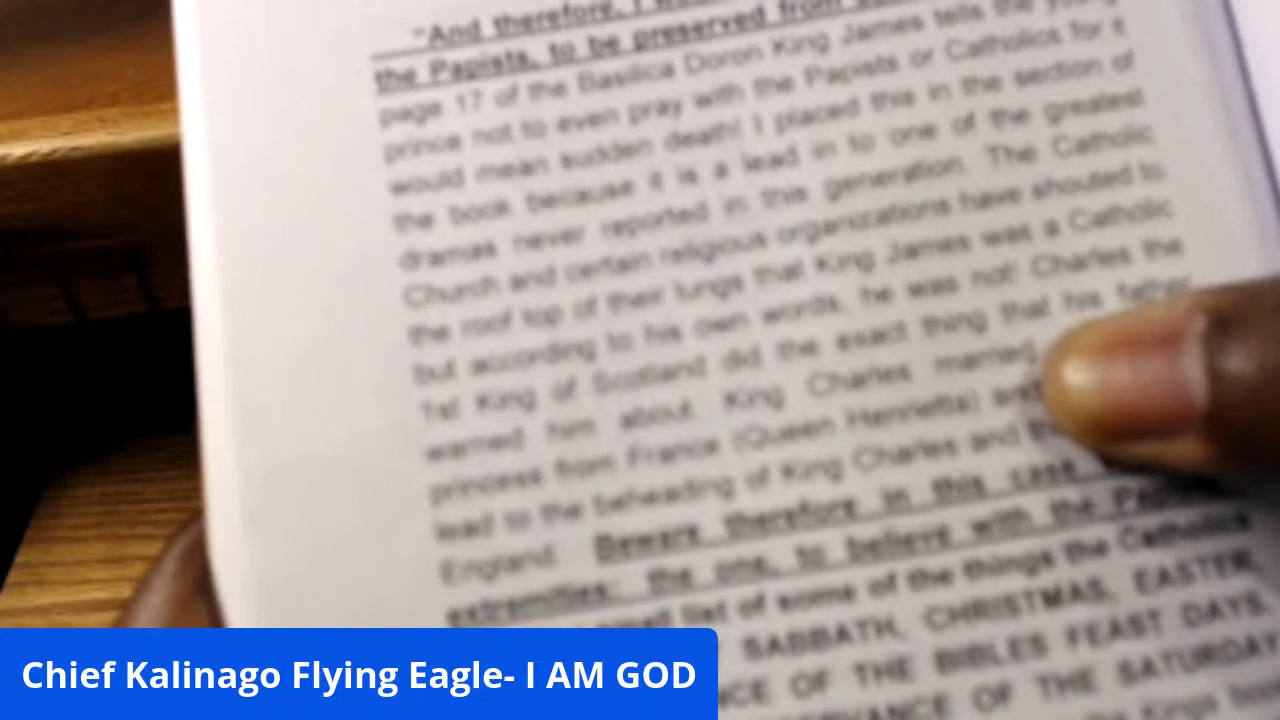 "And therefore, I
the Papists, to be preserved from
page 17 of the Basilica Doron King James tells the young
prince not to even pray with the Papists or Catholics for it
would mean sudden death! I placed this in the section of
the book because it is a lead in to one of the greatest
dramas never reported in this generation. The Catholic
Church and certain religious organizations have shouted to
the roof top of their lungs that King James was a Catholic
but according to his own words, he was not! Charles the
1st King of Scotland did the exact thing that his father
warned him about. King Charles married
princess from France (Queen Henrietta) and
lead to the beheading of King Charles and
England. Beware therefore in this case
extremities: the one, to believe with the
small list of some of the things the Catholics
SABBATH, CHRISTMAS, EASTER,
OF THE BIBLES FEAST DAYS,
OF THE SATURDAY
Chief Kalinago Flying Eagle- I AM GOD